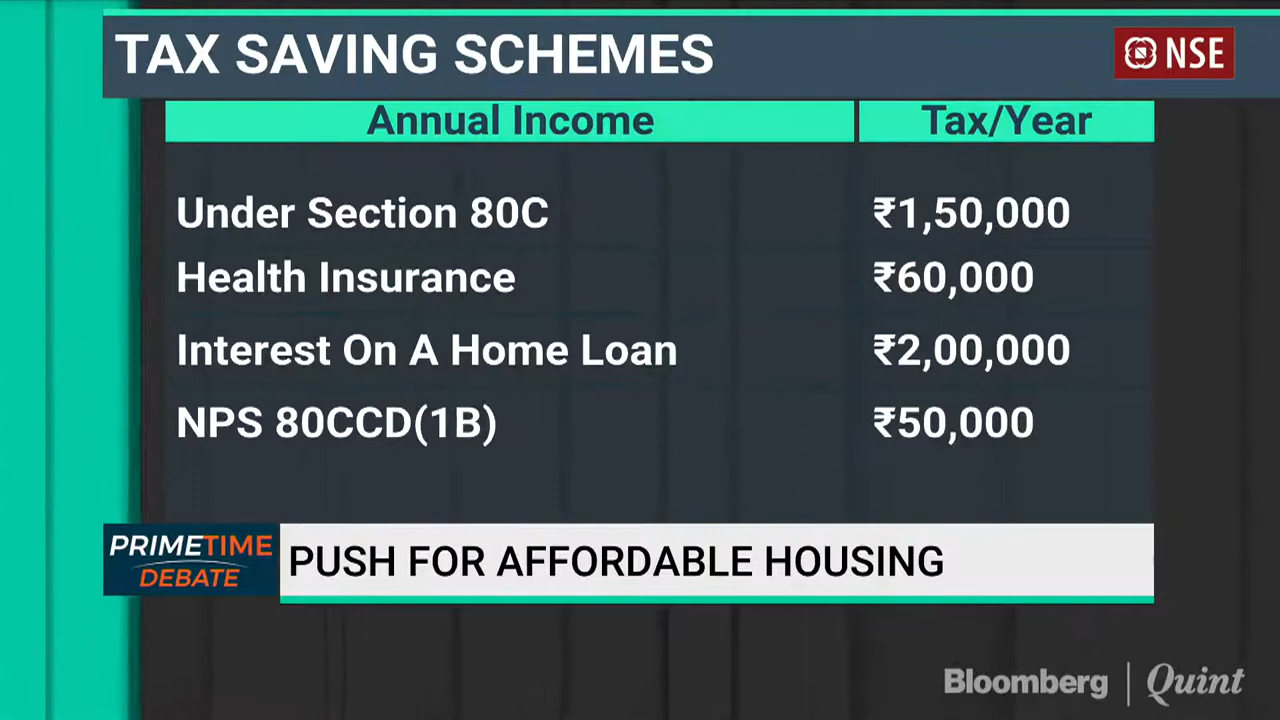 TAX SAVING SCHEMES
NSE
Annual Income Tax/Year
Under Section 80C ₹1,50,000
Health Insurance ₹60,000
Interest On A Home Loan ₹2,00,000
NPS 80CCD(1B) ₹50,000
PRIMETIME
DEBATE
PUSH FOR AFFORDABLE HOUSING
Bloomberg | Quint